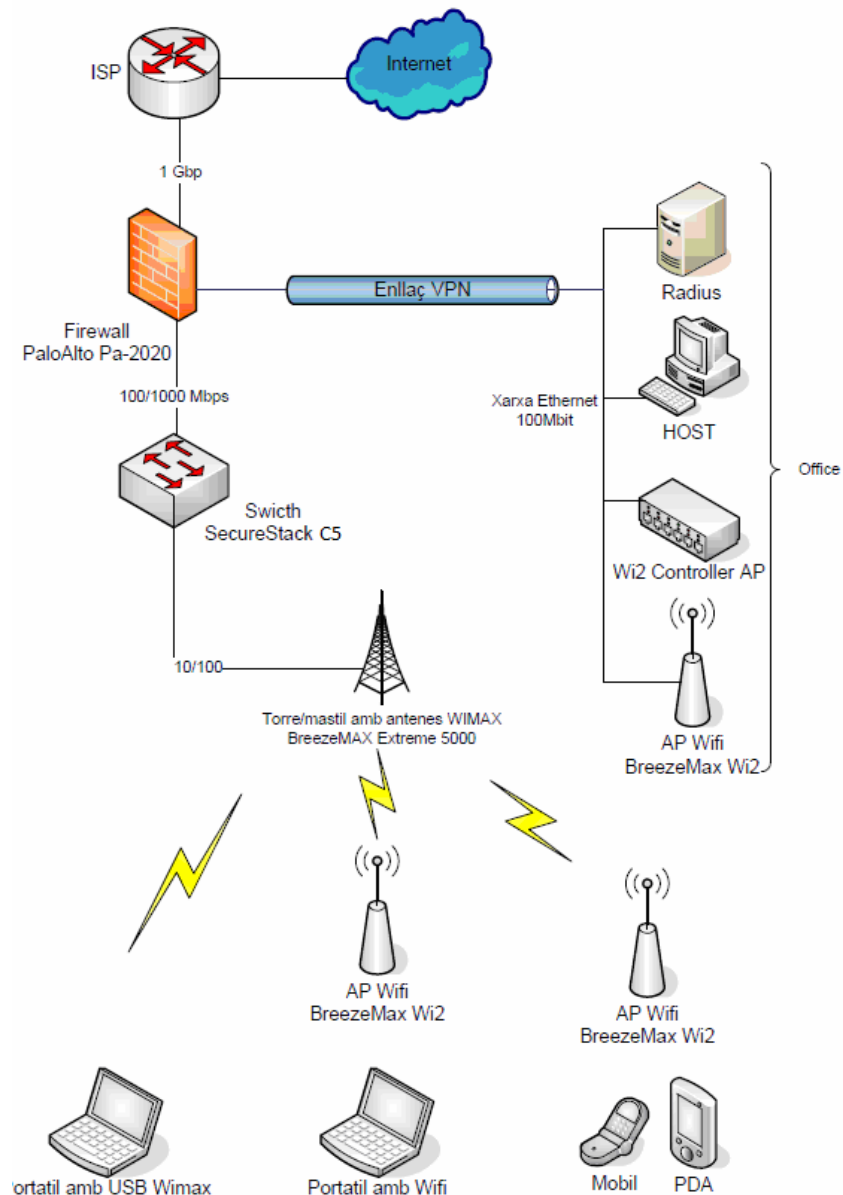 ISP
Internet
1 Gbp
Enllaç VPN
Radius
Firewall
PaloAlto Pa-2020
100/1000 Mbps
Xarxa Ethernet
100Mbit
HOST
Office
Swicth
SecureStack C5
Wi2 Controller AP
10/100
Torre/mastil amb antenes WIMAX
BreezeMAX Extreme 5000
AP Wifi
BreezeMax Wi2
AP Wifi
BreezeMax Wi2
AP Wifi
BreezeMax Wi2
ortatil amb USB Wimax
Portatil amb Wifi
Mobil
PDA